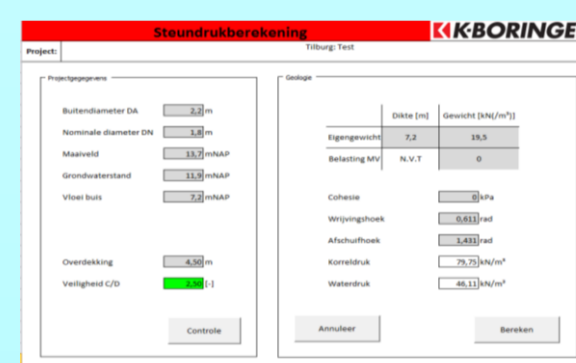 Steundrukberekening
K-BORINGE
Project:
Tilburg: Test
Projectgegevens
Buitendiameter DA 2,2 m
Nominale diameter DN 1,8 m
Maaiveld 13,7 mNAP
Grondwaterstand 11,9 mNAP
Vloei buis 7,2 mNAP
Overdekking 4,50 m
Veiligheid C/D 2,50 [-]
Controle
Geologie
Dikte [m] Gewicht [kN(/m³)]
Eigengewicht 7,2 19,5
Belasting MV N.V.T 0
Cohesie 0 kPa
Wrijvingshoek 0,611 rad
Afschuifhoek 1,431 rad
Korreldruk 79,75 kN/m²
Waterdruk 46,11 kN/m²
Annuleer
Bereken